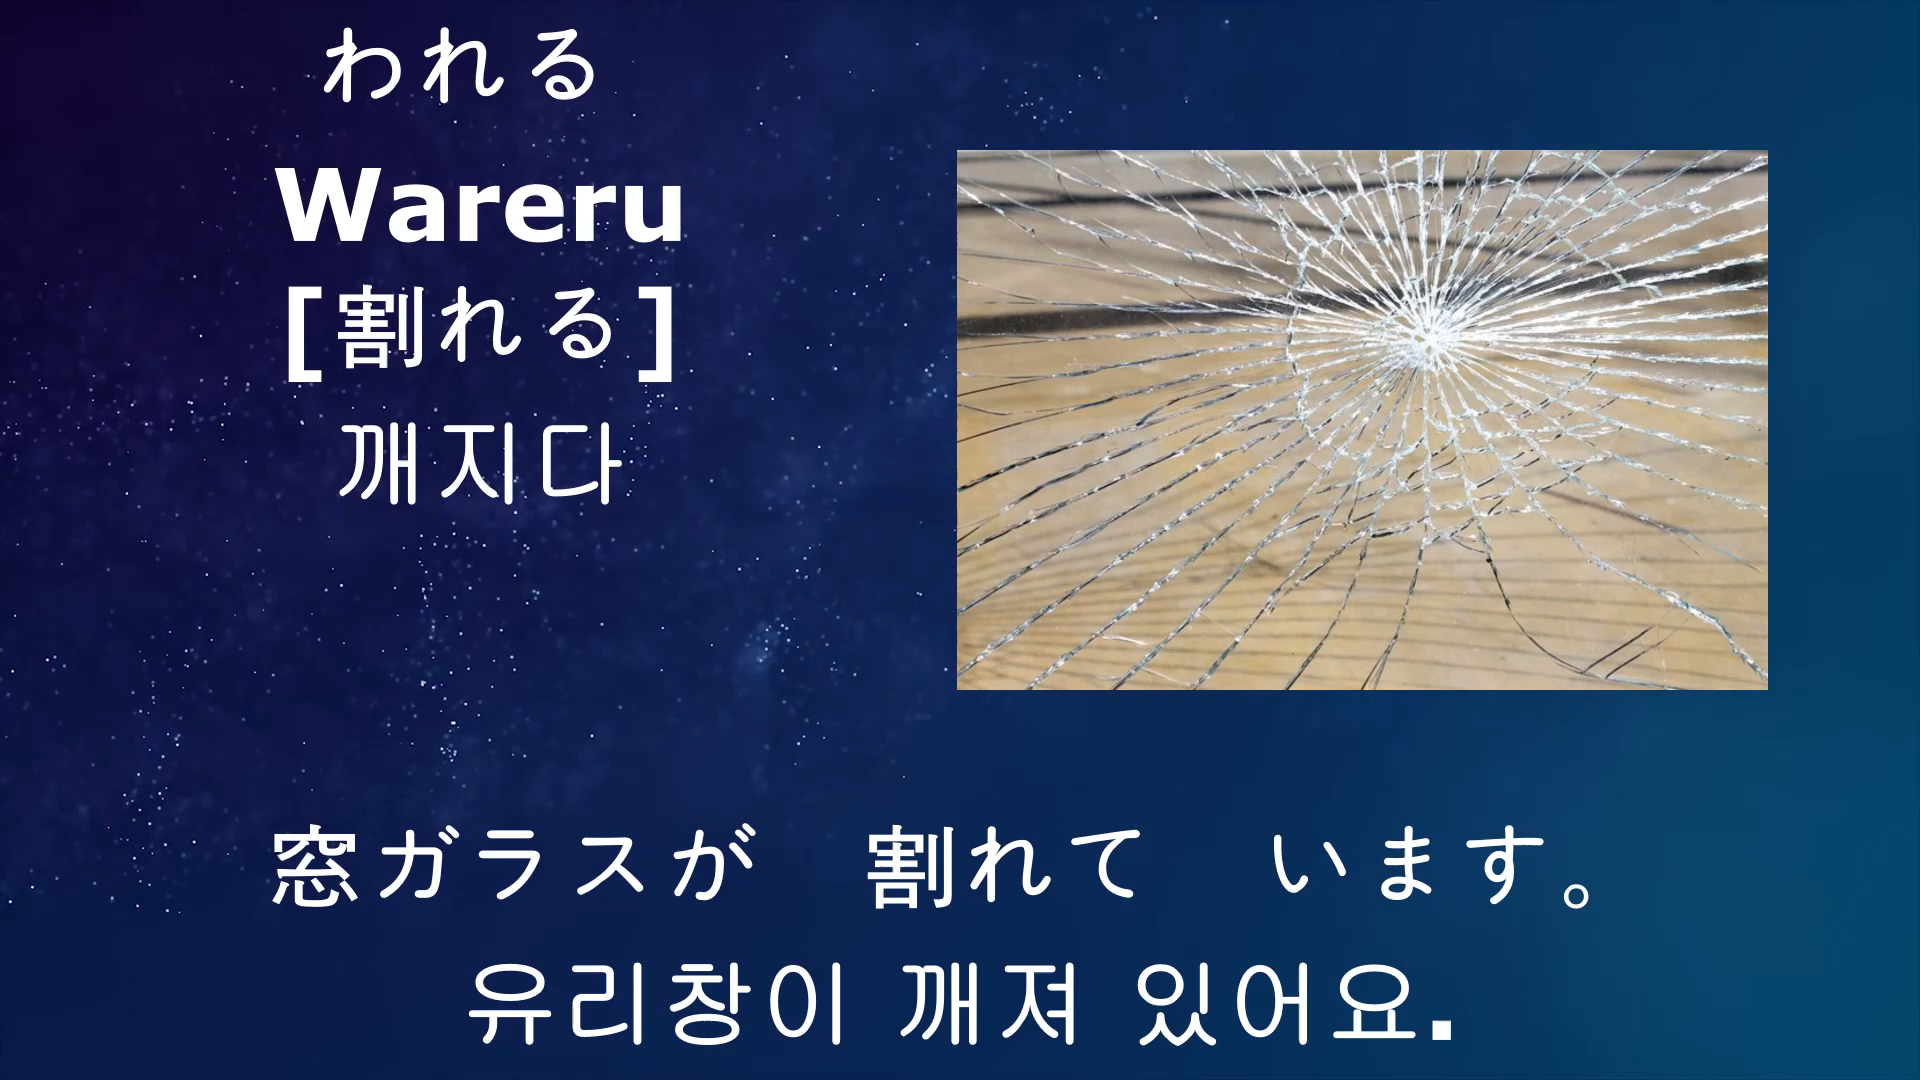 われる
Wareru
[割れる]
깨지다
窓ガラスが　割れて　います。
유리창이 깨져 있어요.